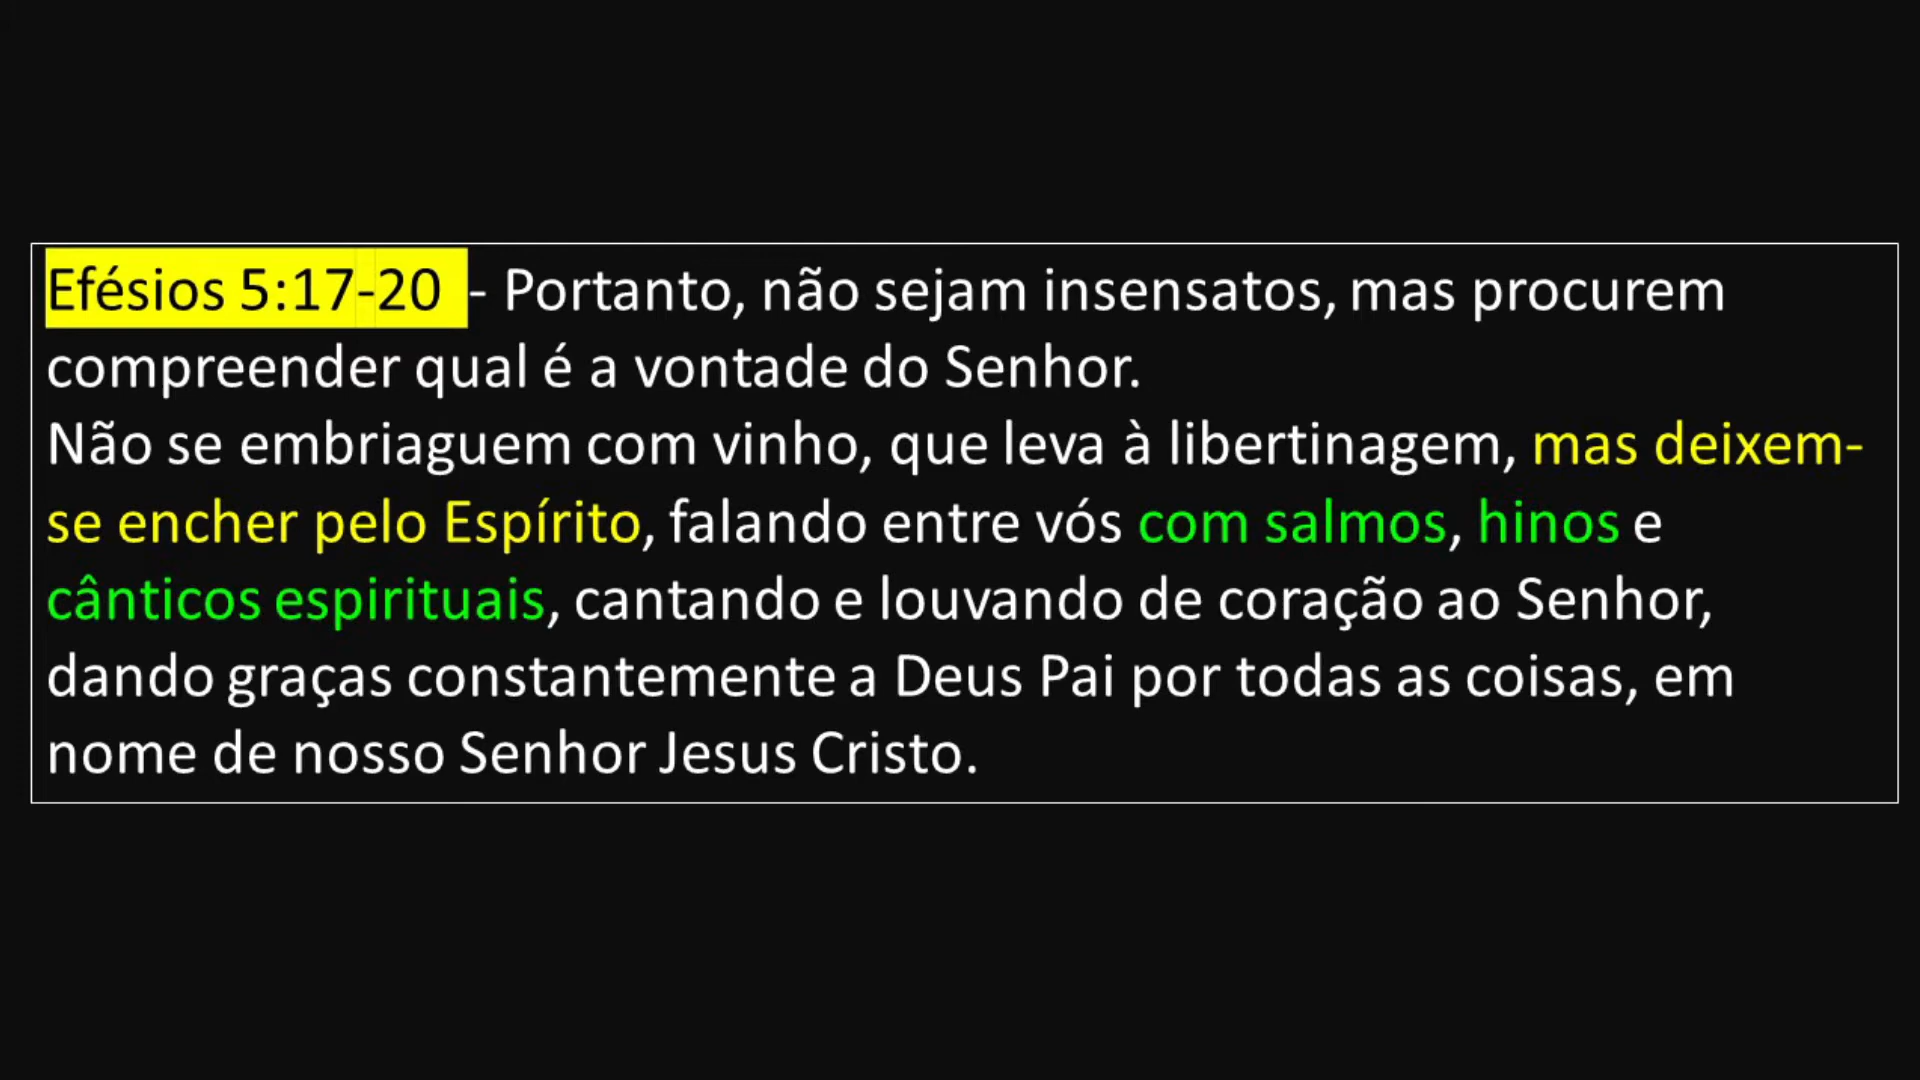 Efésios 5:17-20 - Portanto, não sejam insensatos, mas procurem
compreender qual é a vontade do Senhor.
Não se embriaguem com vinho, que leva à libertinagem, mas deixem-
se encher pelo Espírito, falando entre vós com salmos, hinos e
cânticos espirituais, cantando e louvando de coração ao Senhor,
dando graças constantemente a Deus Pai por todas as coisas, em
nome de nosso Senhor Jesus Cristo.